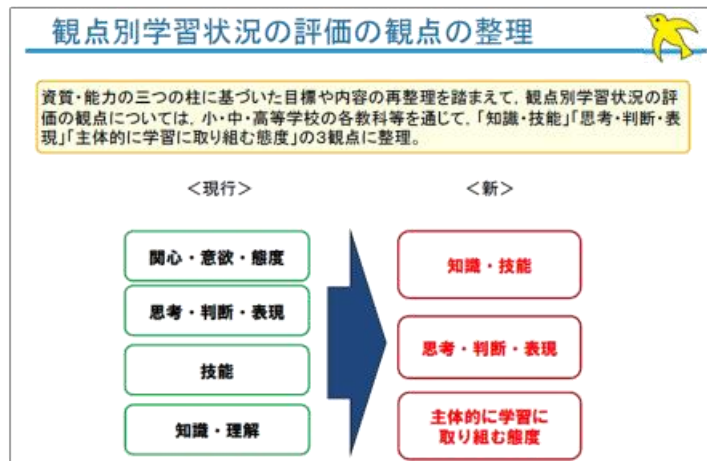 観点別学習状況の評価の観点の整理
資質・能力の三つの柱に基づいた目標や内容の再整理を踏まえて，観点別学習状況の評
価の観点については，小・中・高等学校の各教科等を通じて，「知識・技能」「思考・判断・表
現」「主体的に学習に取り組む態度」の３観点に整理。
＜現行＞
＜新＞
関心・意欲・態度
思考・判断・表現
技能
知識・理解
知識・技能
思考・判断・表現
主体的に学習に
取り組む態度